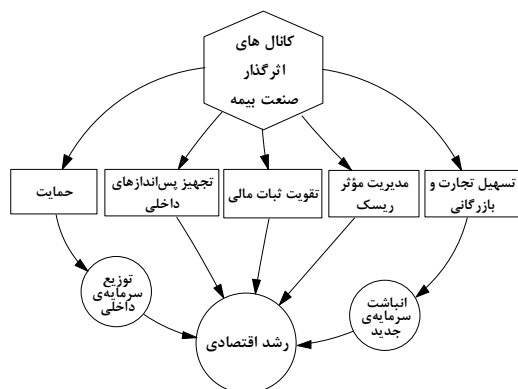 کانال های
اثرگذار
صنعت بیمه
تسهیل تجارت و
بازرگانی
مدیریت مؤثر
ریسک
تقویت ثبات مالی
تجهیز پس‌اندازهای
داخلی
حمایت
انباشت
سرمایه‌ی
جدید
توزیع
سرمایه‌ی
داخلی
رشد اقتصادی